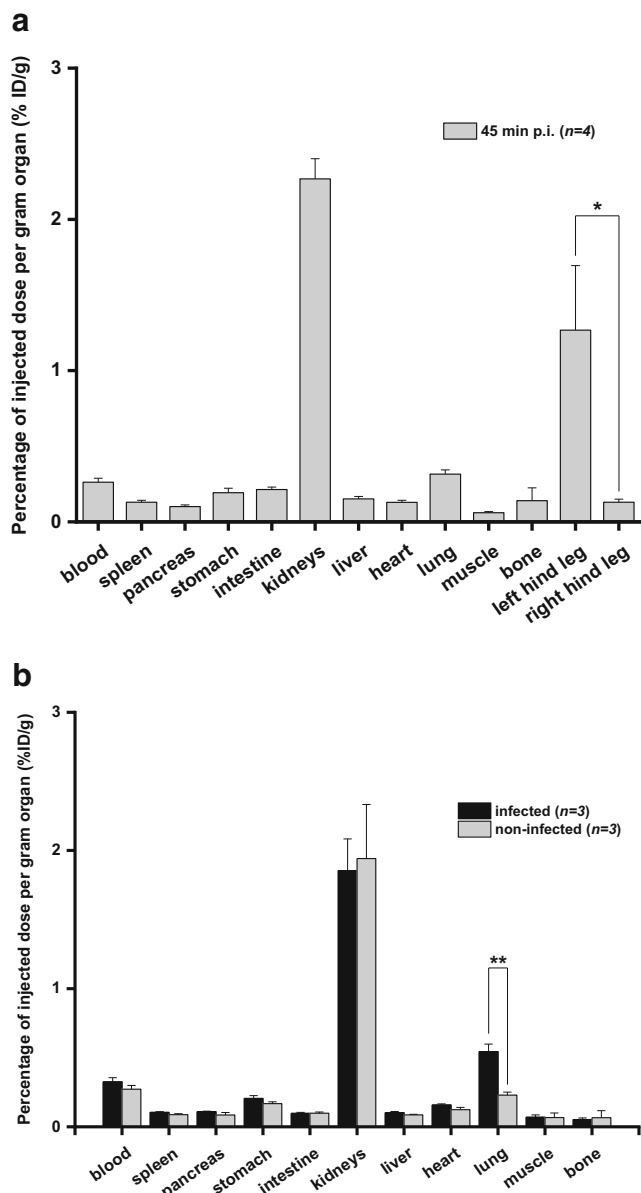 a
Percentage of injected dose per gram organ (% ID/g)
3
2
1
0
45 min p.i. (n=4)
*
blood
spleen
pancreas
stomach
intestine
kidneys
liver
heart
lung
muscle
bone
left hind leg
right hind leg
b
Percentage of injected dose per gram organ (%ID/g)
3
2
1
0
infected (n=3)
non-infected (n=3)
**
blood
spleen
pancreas
stomach
intestine
kidneys
liver
heart
lung
muscle
bone